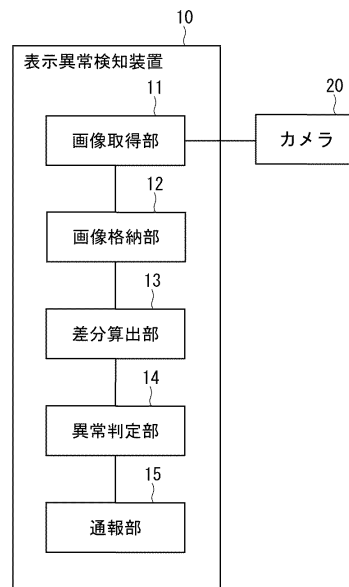 10
表示異常検知装置
11
20
画像取得部
カメラ
12
画像格納部
13
差分算出部
14
異常判定部
15
通報部